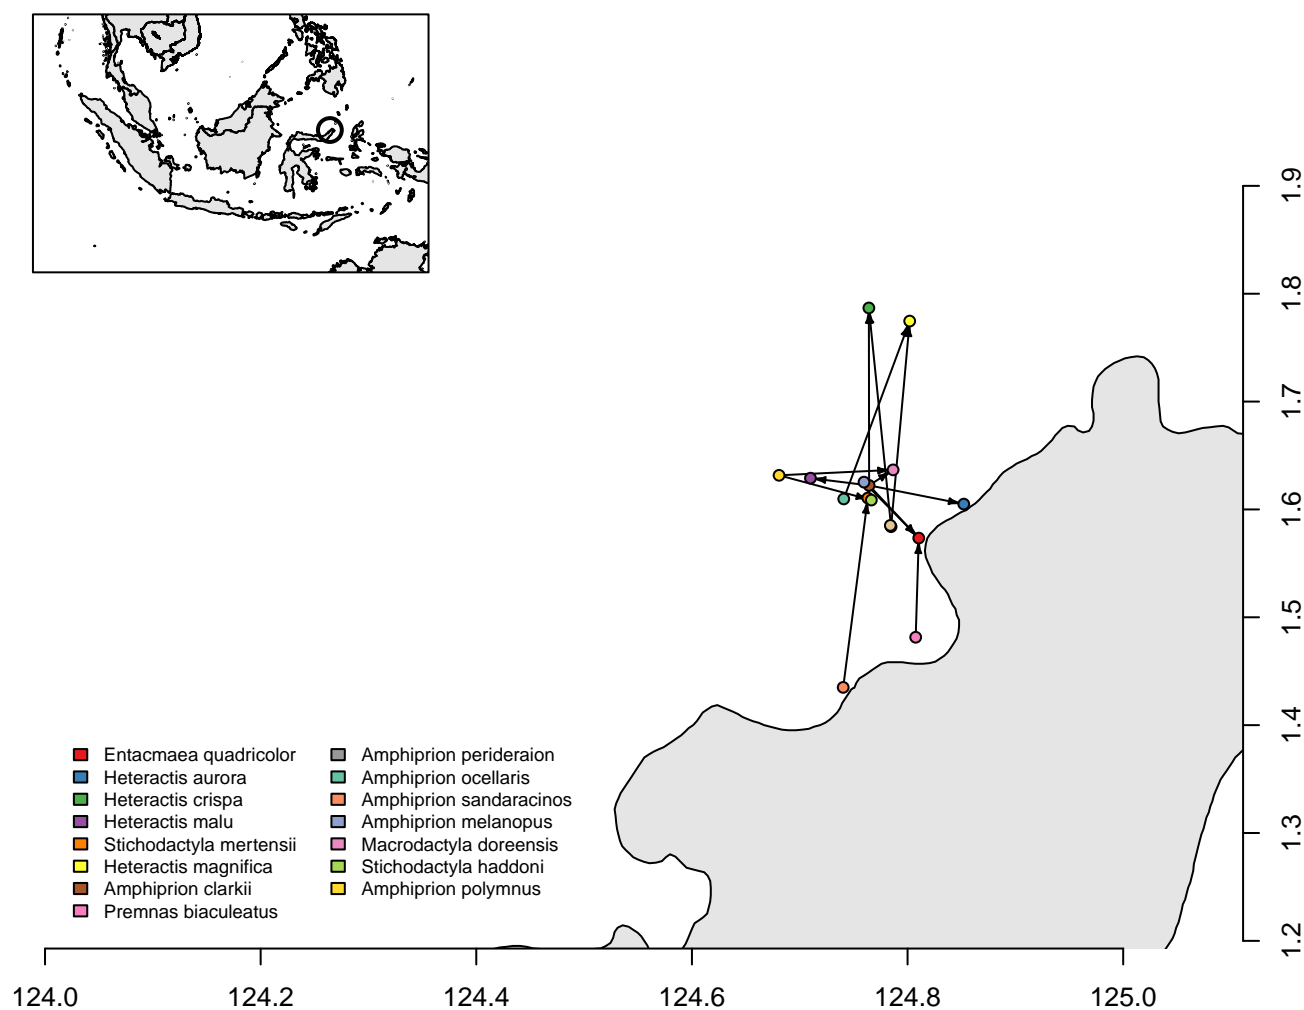 1.9
1.8
1.7
1.6
1.5
1.4
1.3
1.2
Entacmaea quadricolor
Heteractis aurora
Heteractis crispa
Heteractis malu
Stichodactyla mertensii
Heteractis magnifica
Amphiprion clarkii
Premnas biaculeatus
Amphiprion perideraion
Amphiprion ocellaris
Amphiprion sandaracinos
Amphiprion melanopus
Macrodactyla doreensis
Stichodactyla haddoni
Amphiprion polymnus
124.0
124.2
124.4
124.6
124.8
125.0